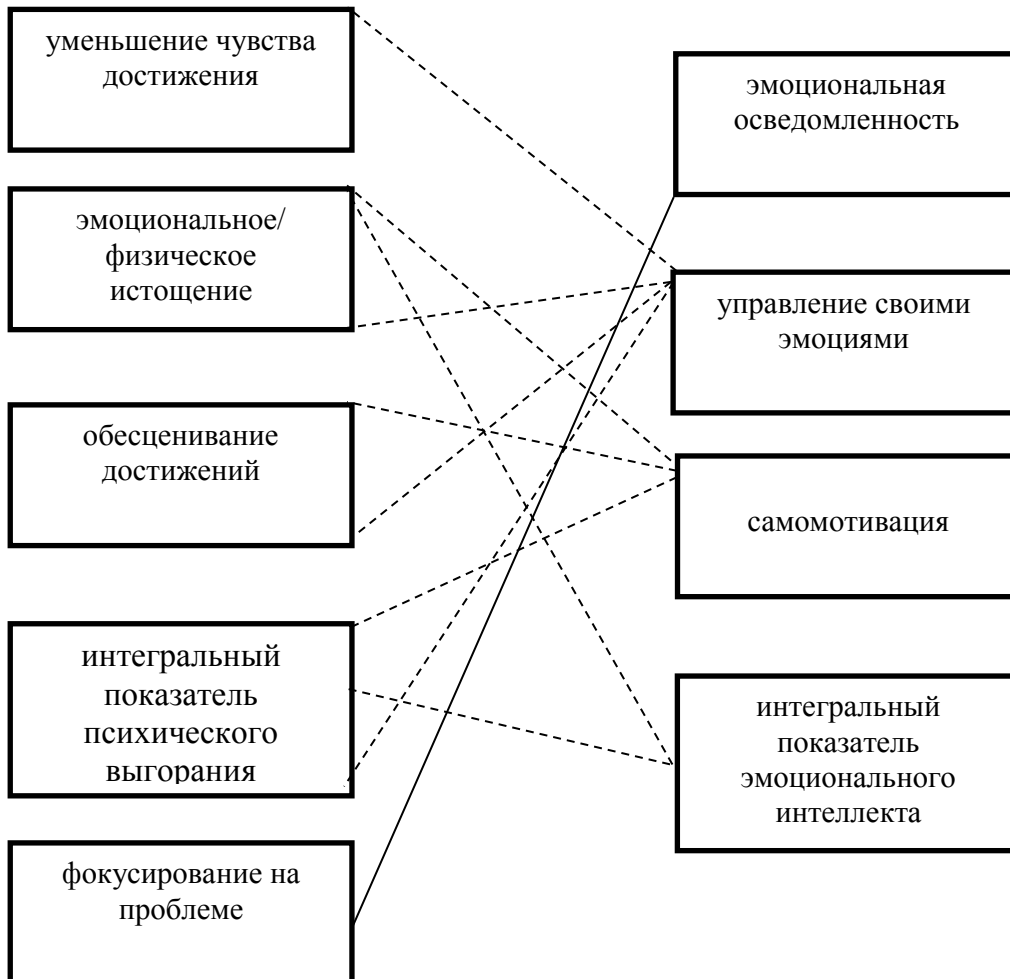 уменьшение чувства
достижения
эмоциональное/
физическое
истощение
обесценивание
достижений
интегральный
показатель
психического
выгорания
фокусирование на
проблеме
эмоциональная
осведомленность
управление своими
эмоциями
самомотивация
интегральный
показатель
эмоционального
интеллекта